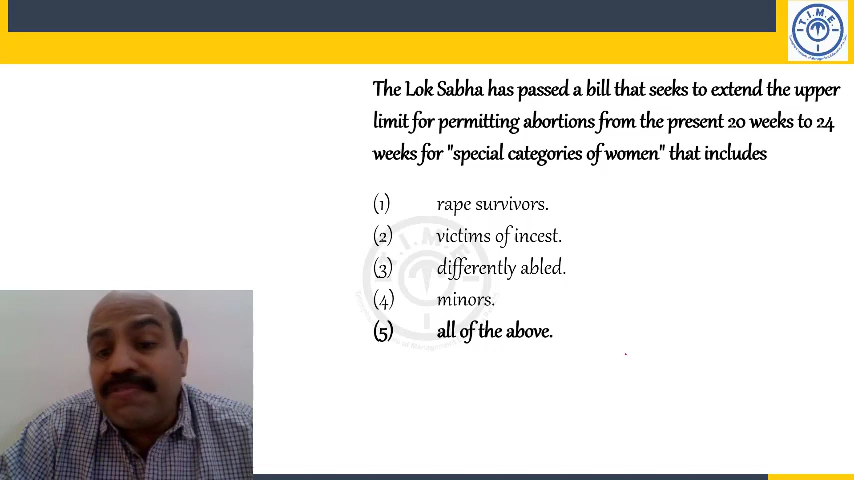 T.I.M.E.
The Lok Sabha has passed a bill that seeks to extend the upper
limit for permitting abortions from the present 20 weeks to 24
weeks for "special categories of women" that includes
(1) rape survivors.
(2) victims of incest.
(3) differently abled.
(4) minors.
(5) all of the above.